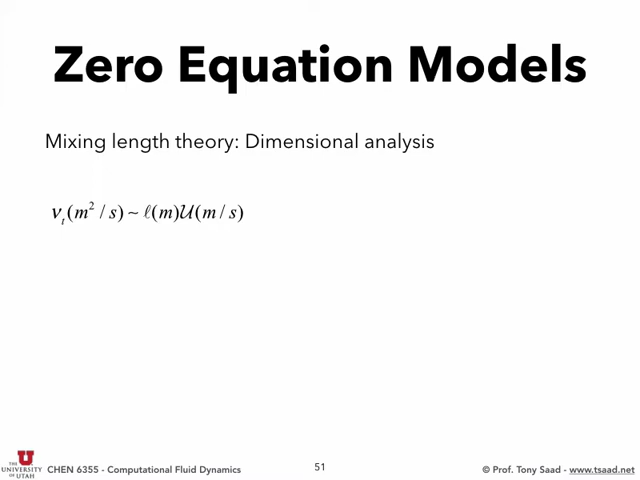 Zero Equation Models
Mixing length theory: Dimensional analysis
ν_t(m²/s) ~ ℓ(m)𝒰(m/s)
THE
UNIVERSITY
OF UTAH
CHEN 6355 - Computational Fluid Dynamics
51
© Prof. Tony Saad - www.tsaad.net